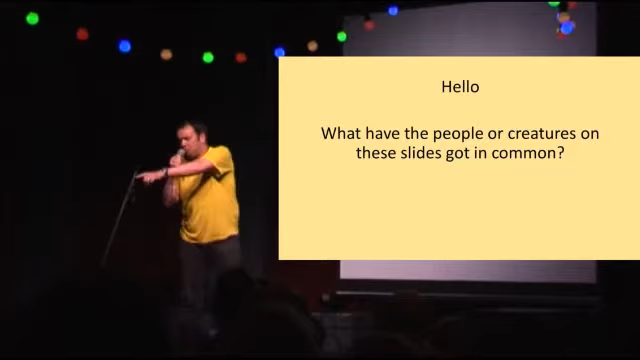 Hello
What have the people or creatures on
these slides got in common?